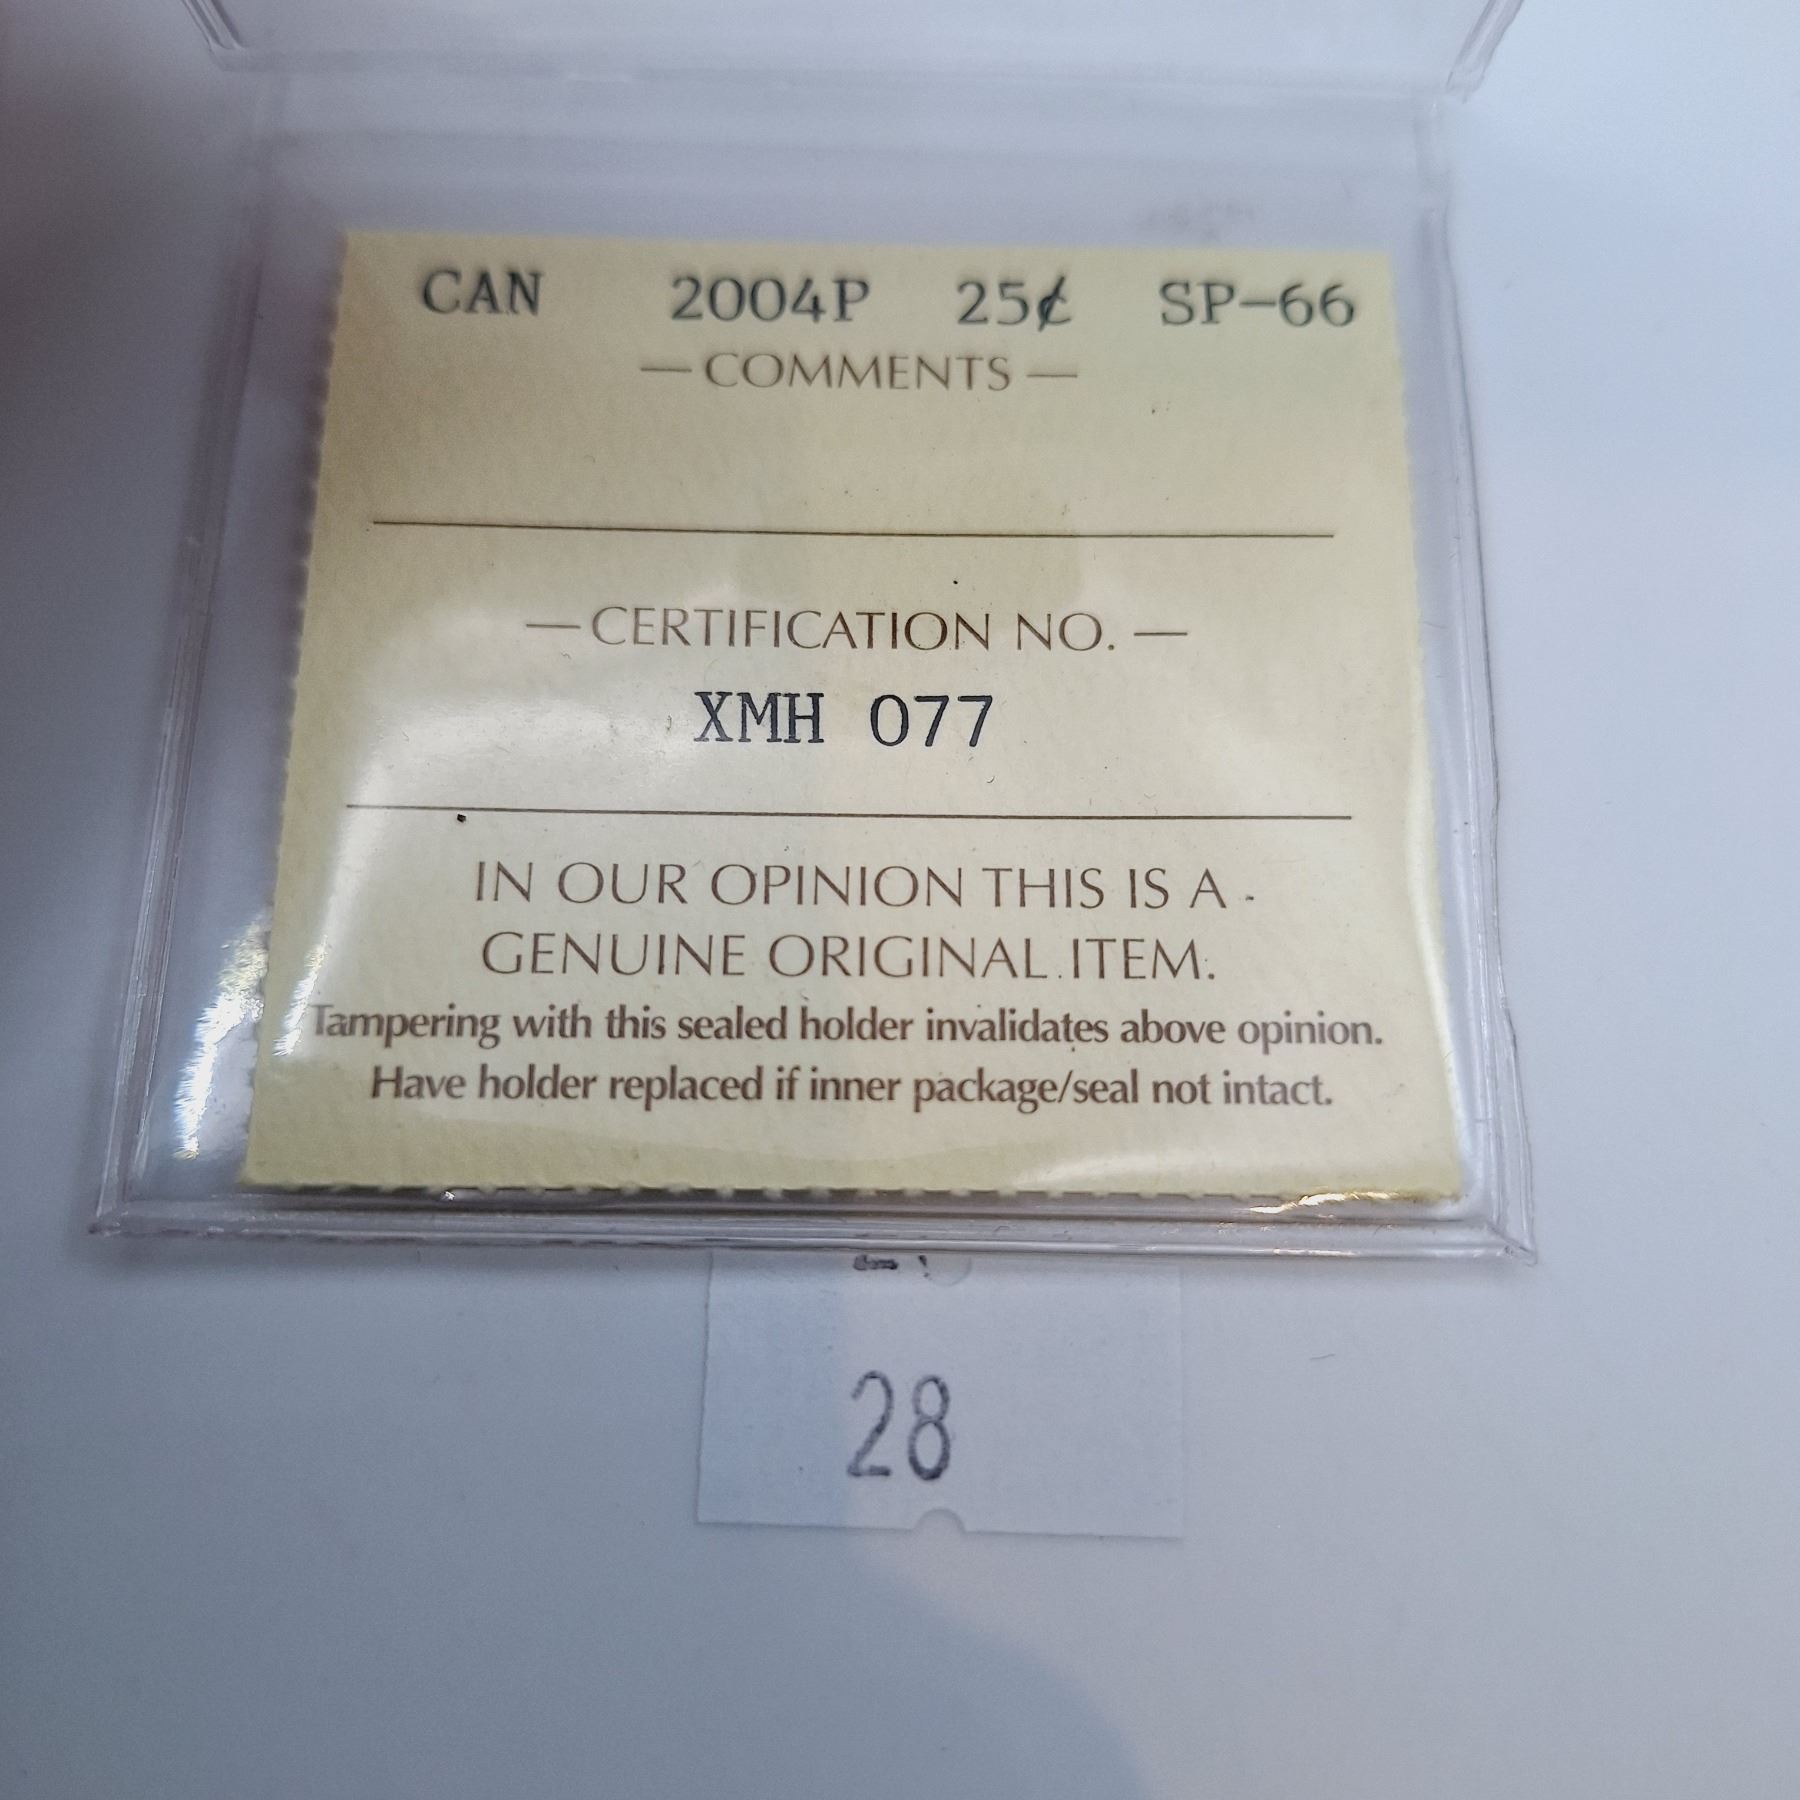 CAN 2004P 25¢ SP-66
— COMMENTS —
— CERTIFICATION NO. —
XMH 077
IN OUR OPINION THIS IS A
GENUINE ORIGINAL ITEM.
Tampering with this sealed holder invalidates above opinion.
Have holder replaced if inner package/seal not intact.
28